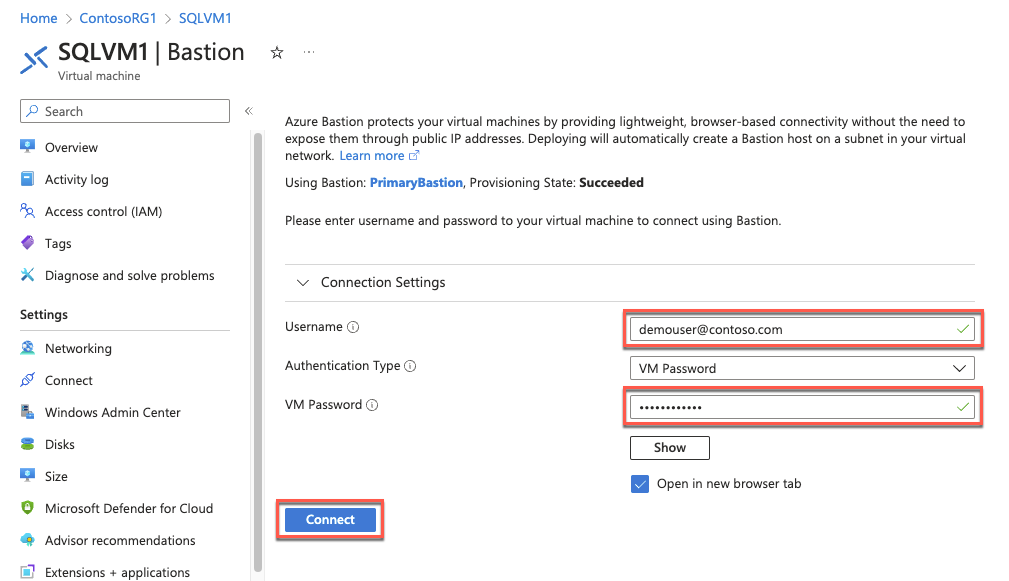 Home > ContosoRG1 > SQLVM1
SQLVM1 | Bastion ☆ ...
Virtual machine
Search «
Overview
Activity log
Access control (IAM)
Tags
Diagnose and solve problems
Settings
Networking
Connect
Windows Admin Center
Disks
Size
Microsoft Defender for Cloud
Advisor recommendations
Extensions + applications
Azure Bastion protects your virtual machines by providing lightweight, browser-based connectivity without the need to
expose them through public IP addresses. Deploying will automatically create a Bastion host on a subnet in your virtual
network. Learn more
Using Bastion: PrimaryBastion, Provisioning State: Succeeded
Please enter username and password to your virtual machine to connect using Bastion.
Connection Settings
Username
demouser@contoso.com
Authentication Type
VM Password
VM Password
••••••••••••
Show
Open in new browser tab
Connect